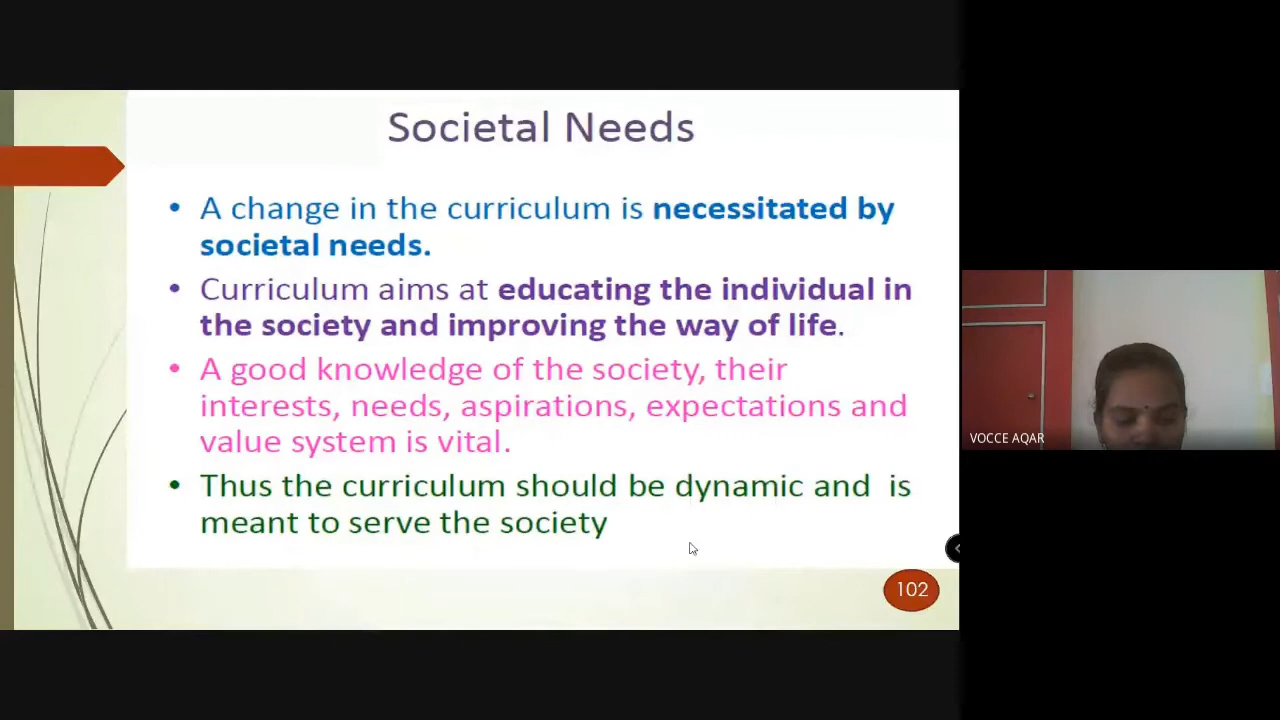 Societal Needs
• A change in the curriculum is necessitated by
societal needs.
• Curriculum aims at educating the individual in
the society and improving the way of life.
• A good knowledge of the society, their
interests, needs, aspirations, expectations and
value system is vital.
• Thus the curriculum should be dynamic and is
meant to serve the society
102
VOCCE AQAR